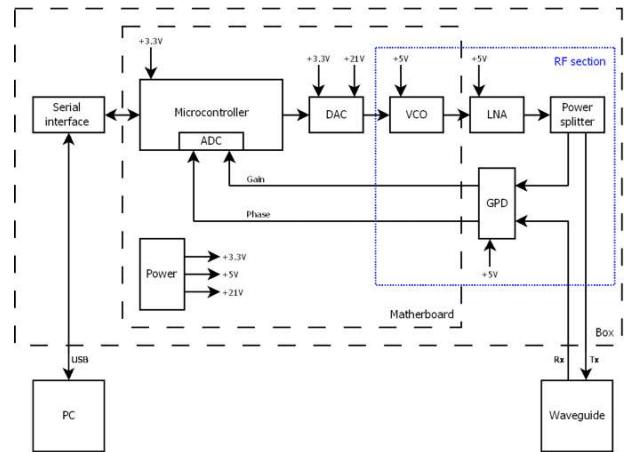 +3.3V
+3.3V
+21V
+5V
+5V
RF section
Serial
interface
Microcontroller
ADC
DAC
VCO
LNA
Power
splitter
Gain
Phase
GPD
+5V
Power
+3.3V
+5V
+21V
Matherboard
Box
USB
Rx
Tx
PC
Waveguide